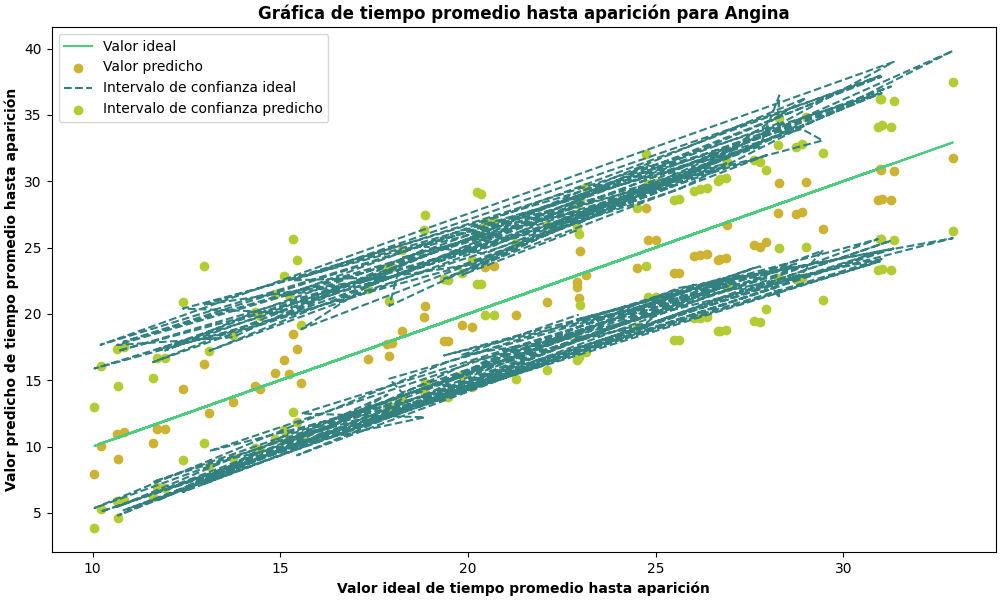 Gráfica de tiempo promedio hasta aparición para Angina
Valor ideal
Valor predicho
Intervalo de confianza ideal
Intervalo de confianza predicho
Valor predicho de tiempo promedio hasta aparición
40
35
30
25
20
15
10
5
10
15
20
25
30
Valor ideal de tiempo promedio hasta aparición